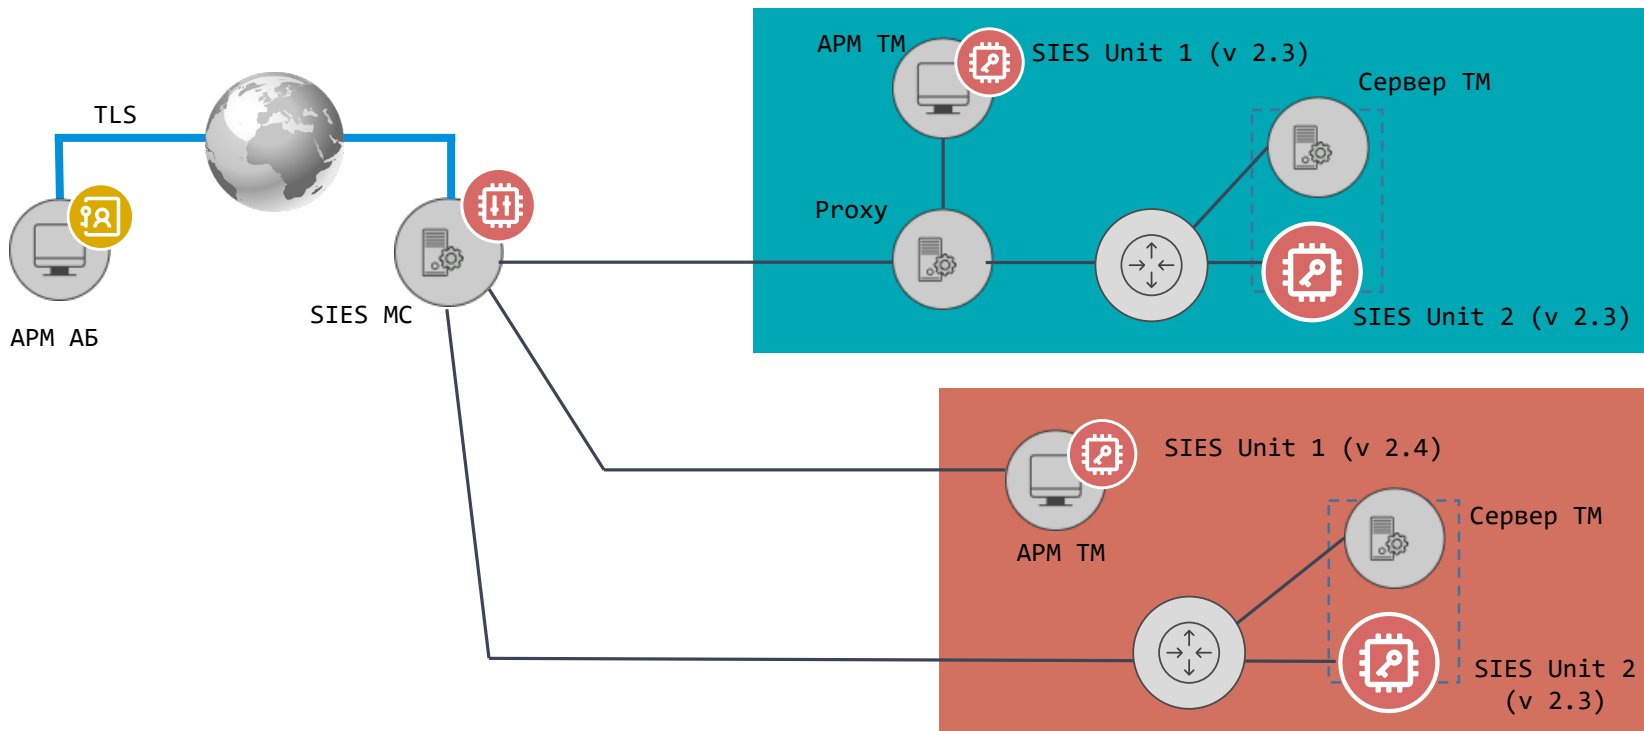 АРМ ТМ
SIES Unit 1 (v 2.3)
Сервер ТМ
TLS
Proxy
SIES Unit 2 (v 2.3)
SIES MC
АРМ АБ
SIES Unit 1 (v 2.4)
Сервер ТМ
АРМ ТМ
SIES Unit 2
(v 2.3)